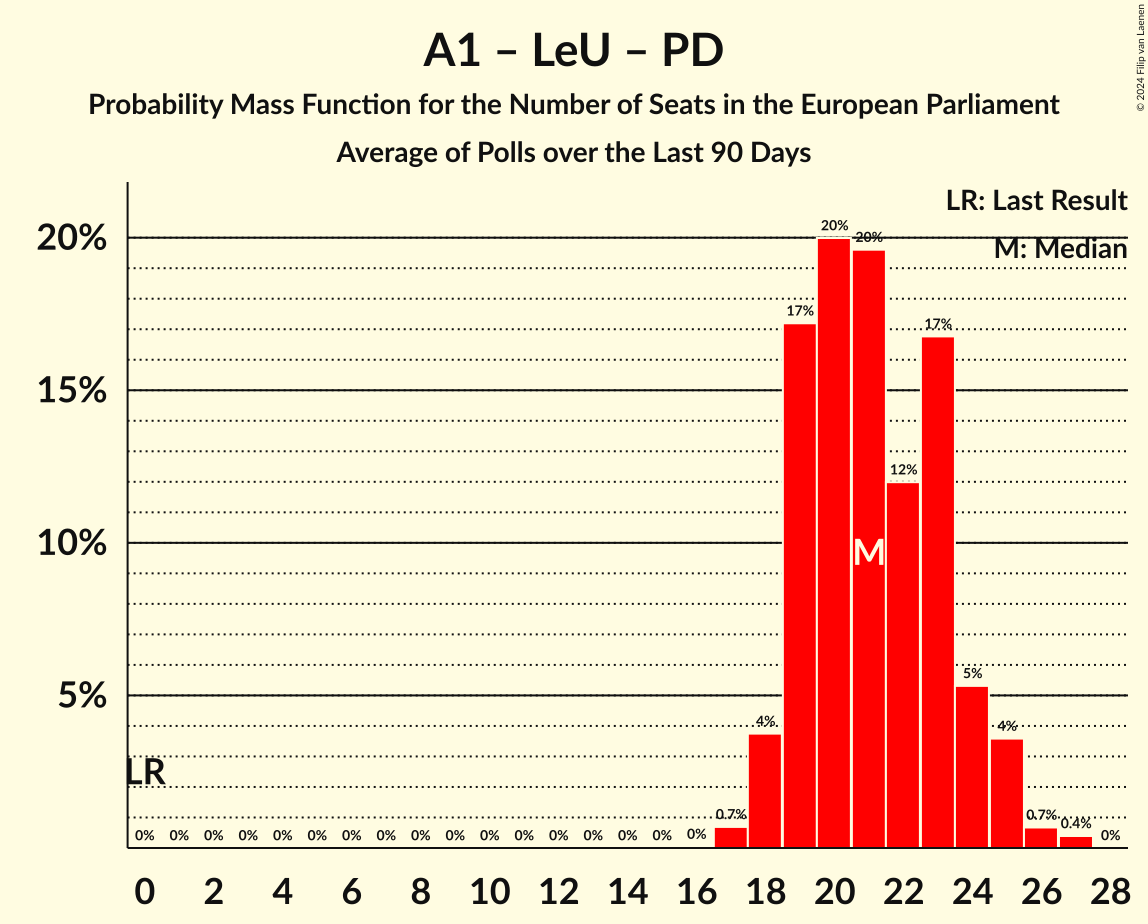 A1 – LeU – PD
Probability Mass Function for the Number of Seats in the European Parliament
Average of Polls over the Last 90 Days
© 2024 Filip van Laenen
LR: Last Result
M: Median
20%
15%
10%
5%
LR
M
0% 0% 0% 0% 0% 0% 0% 0% 0% 0% 0% 0% 0% 0% 0% 0% 0% 0.7% 4% 17% 20% 20% 12% 17% 5% 4% 0.7% 0.4% 0%
0 2 4 6 8 10 12 14 16 18 20 22 24 26 28